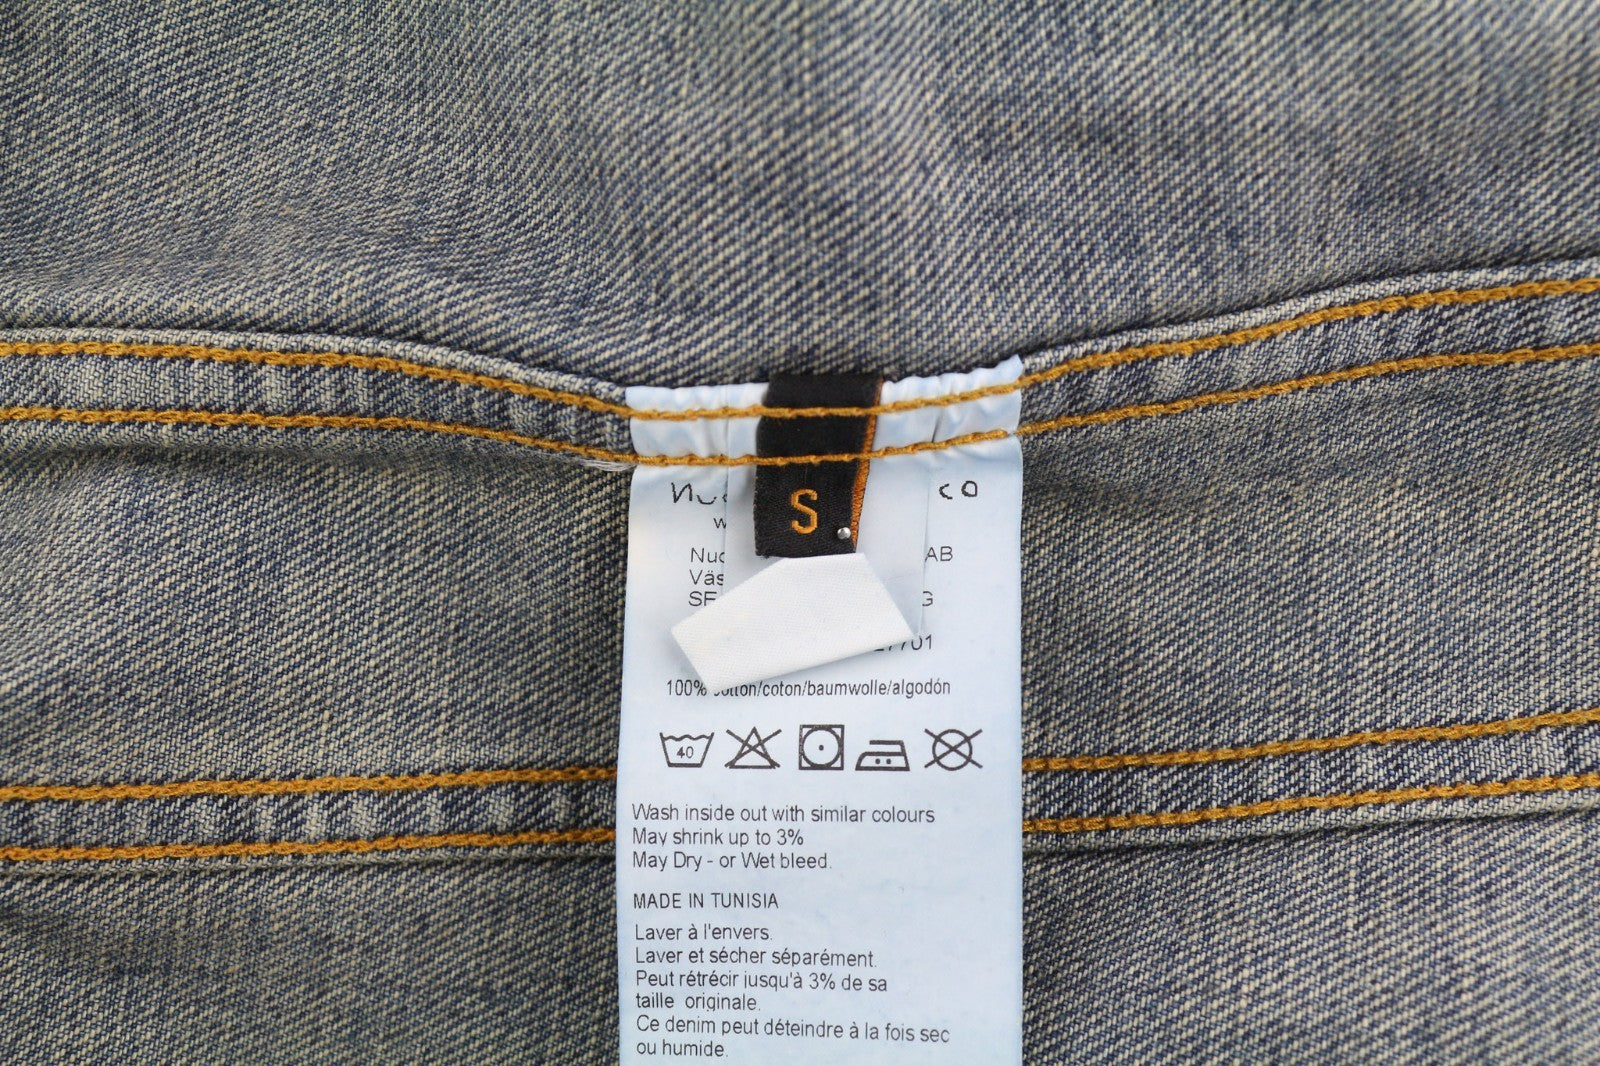 S
co
AB
100%
/coton/baumwolle/algodón
40
Wash inside out with similar colours
May shrink up to 3%
May Dry - or Wet bleed.
MADE IN TUNISIA
Laver à l'envers.
Laver et sécher séparément.
Peut rétrécir jusqu'à 3% de sa
taille originale.
Ce denim peut déteindre à la fois sec
ou humide.